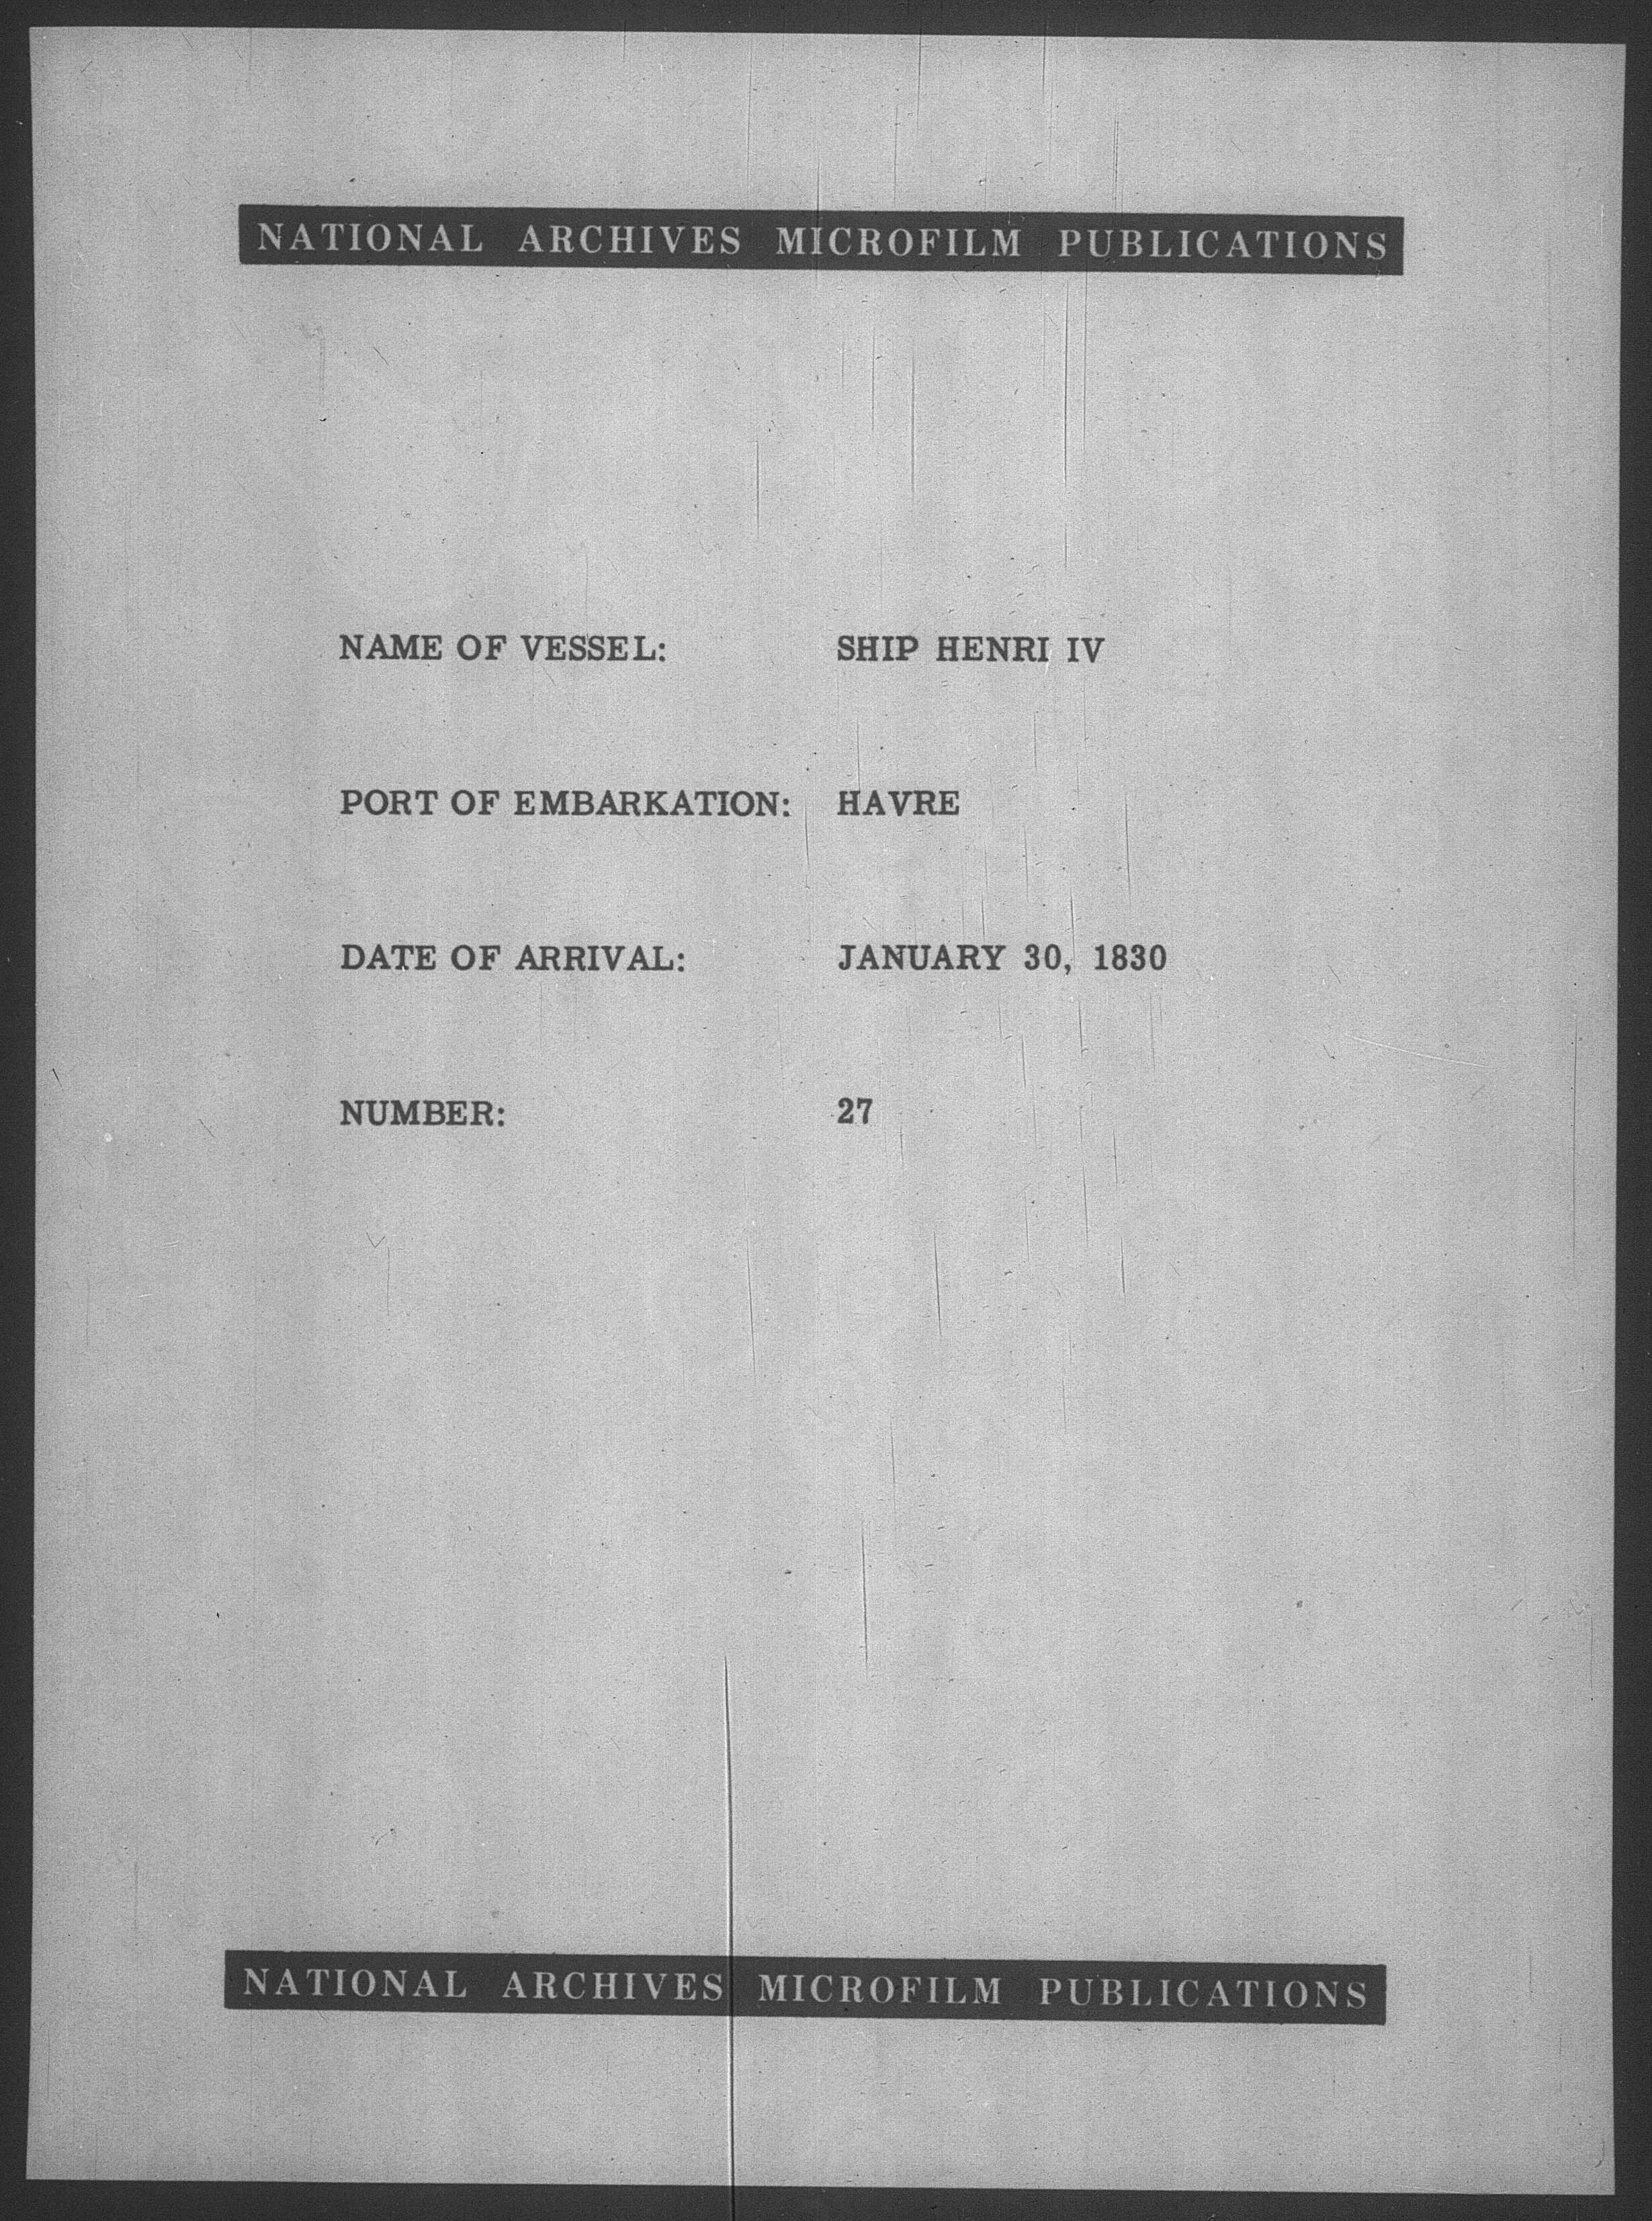 NATIONAL ARCHIVES MICROFILM PUBLICATIONS
NAME OF VESSEL: SHIP HENRI IV
PORT OF EMBARKATION: HAVRE
DATE OF ARRIVAL: JANUARY 30, 1830
NUMBER: 27
NATIONAL ARCHIVES MICROFILM PUBLICATIONS